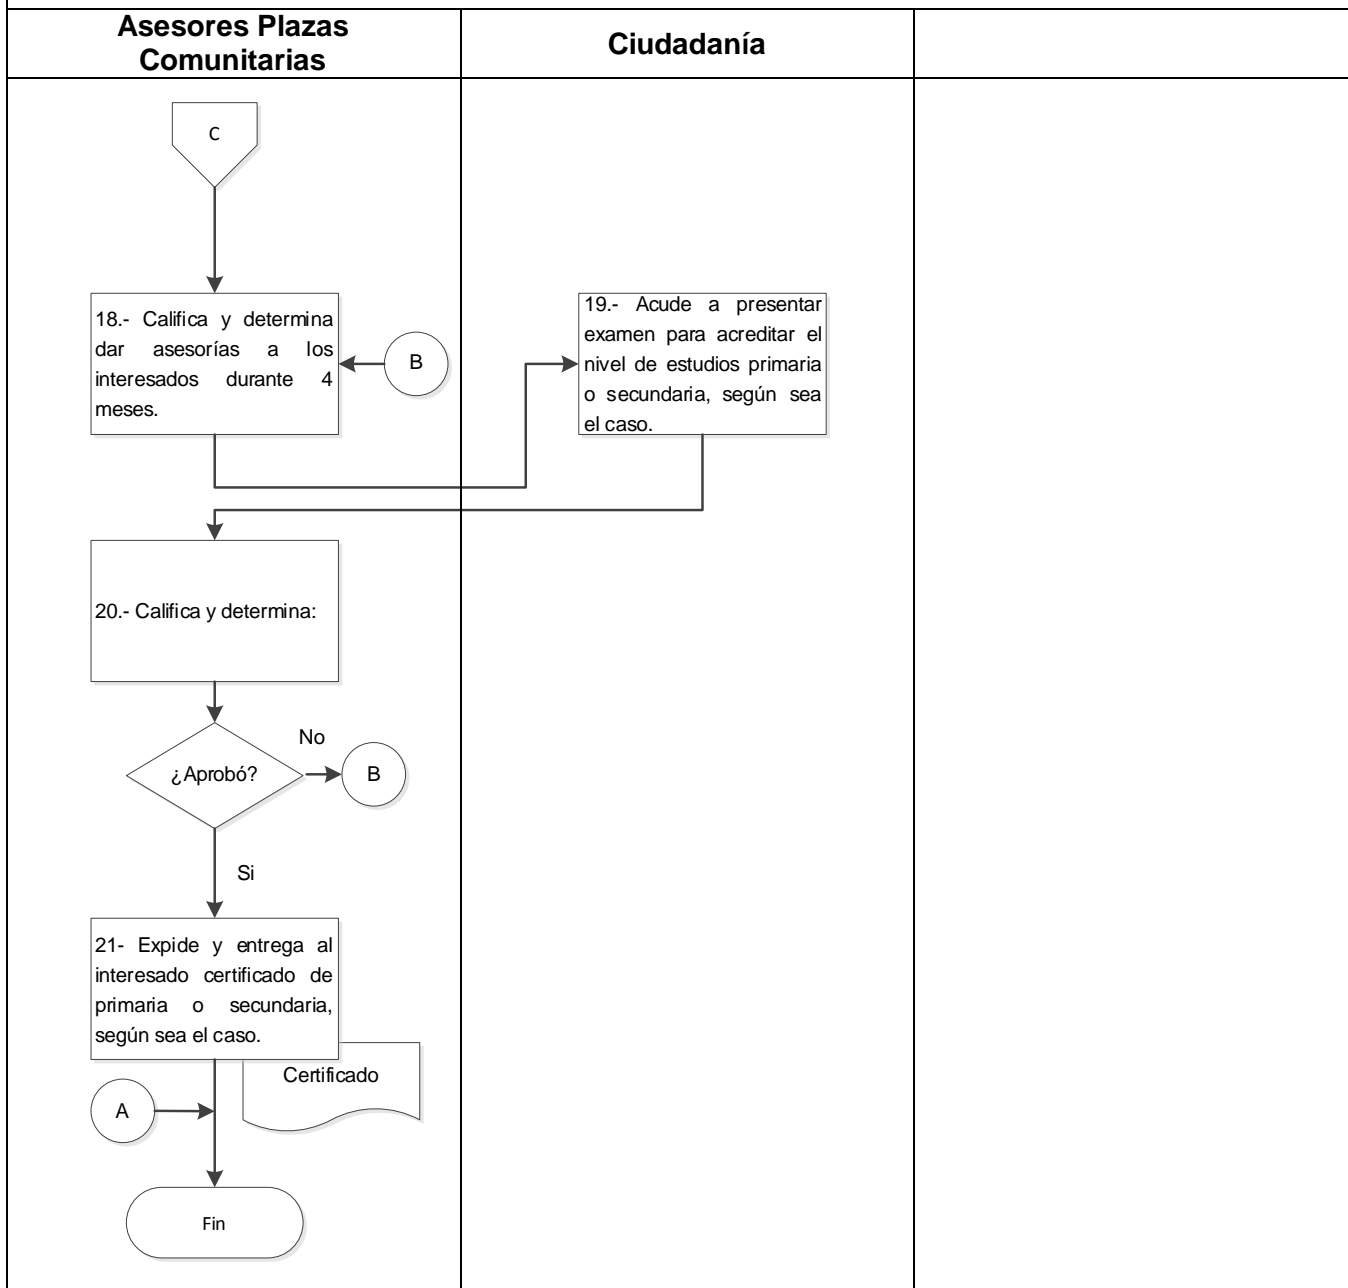 Asesores Plazas
Comunitarias
Ciudadanía
C
18.- Califica y determina
dar asesorías a los
interesados durante 4
meses.
B
19.- Acude a presentar
examen para acreditar el
nivel de estudios primaria
o secundaria, según sea
el caso.
20.- Califica y determina:
¿Aprobó?
No
B
Si
21- Expide y entrega al
interesado certificado de
primaria o secundaria,
según sea el caso.
Certificado
A
Fin